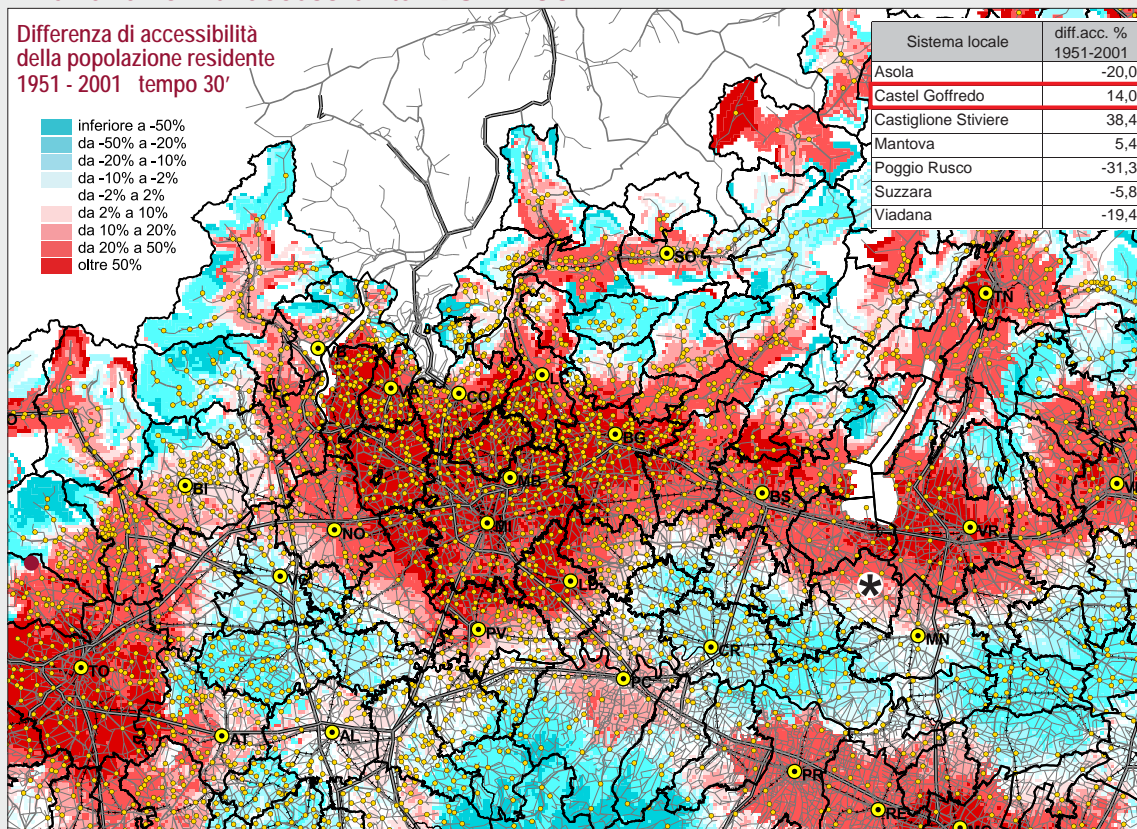 Differenza di accessibilità
della popolazione residente
1951 - 2001 tempo 30'
inferiore a -50%
da -50% a -20%
da -20% a -10%
da -10% a -2%
da -2% a 2%
da 2% a 10%
da 10% a 20%
da 20% a 50%
oltre 50%
Sistema locale diff.acc. % 1951-2001
Asola -20,0
Castel Goffredo 14,0
Castiglione Stiviere 38,4
Mantova 5,4
Poggio Rusco -31,3
Suzzara -5,8
Viadana -19,4
SO
TN
CO
BG
BI
MB
BS
NO
MI
VR
*
PV
MN
CR
TO
PC
AT
AL
PR
RE